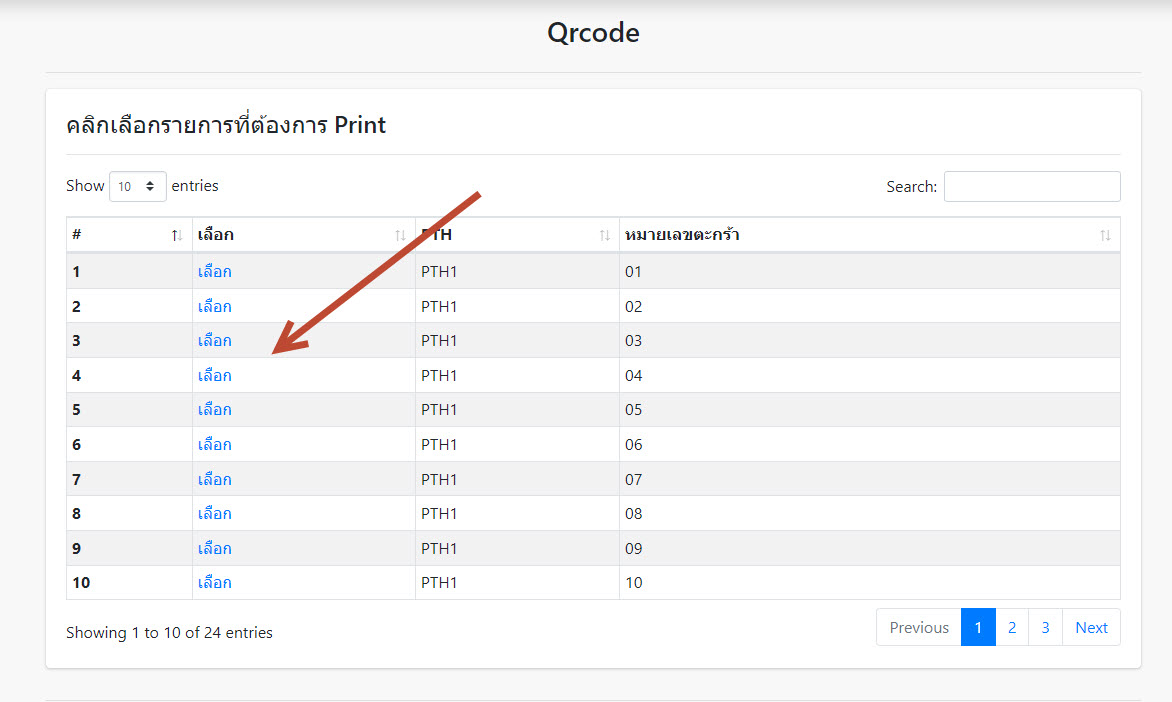 Qrcode
คลิกเลือกรายการที่ต้องการ Print
Show 10 entries Search:
# เลือก PTH หมายเลขตะกร้า
1 เลือก PTH1 01
2 เลือก PTH1 02
3 เลือก PTH1 03
4 เลือก PTH1 04
5 เลือก PTH1 05
6 เลือก PTH1 06
7 เลือก PTH1 07
8 เลือก PTH1 08
9 เลือก PTH1 09
10 เลือก PTH1 10
Showing 1 to 10 of 24 entries Previous 1 2 3 Next